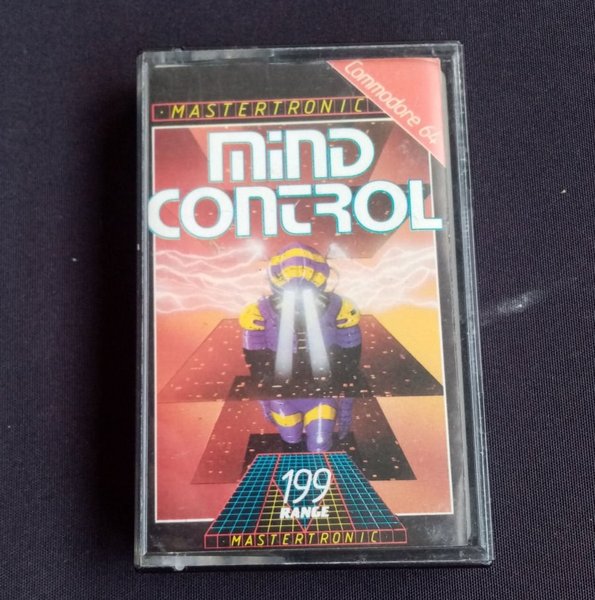 Commodore 64
MASTERTRONIC
MIND
CONTROL
199
RANGE
MASTERTRONIC